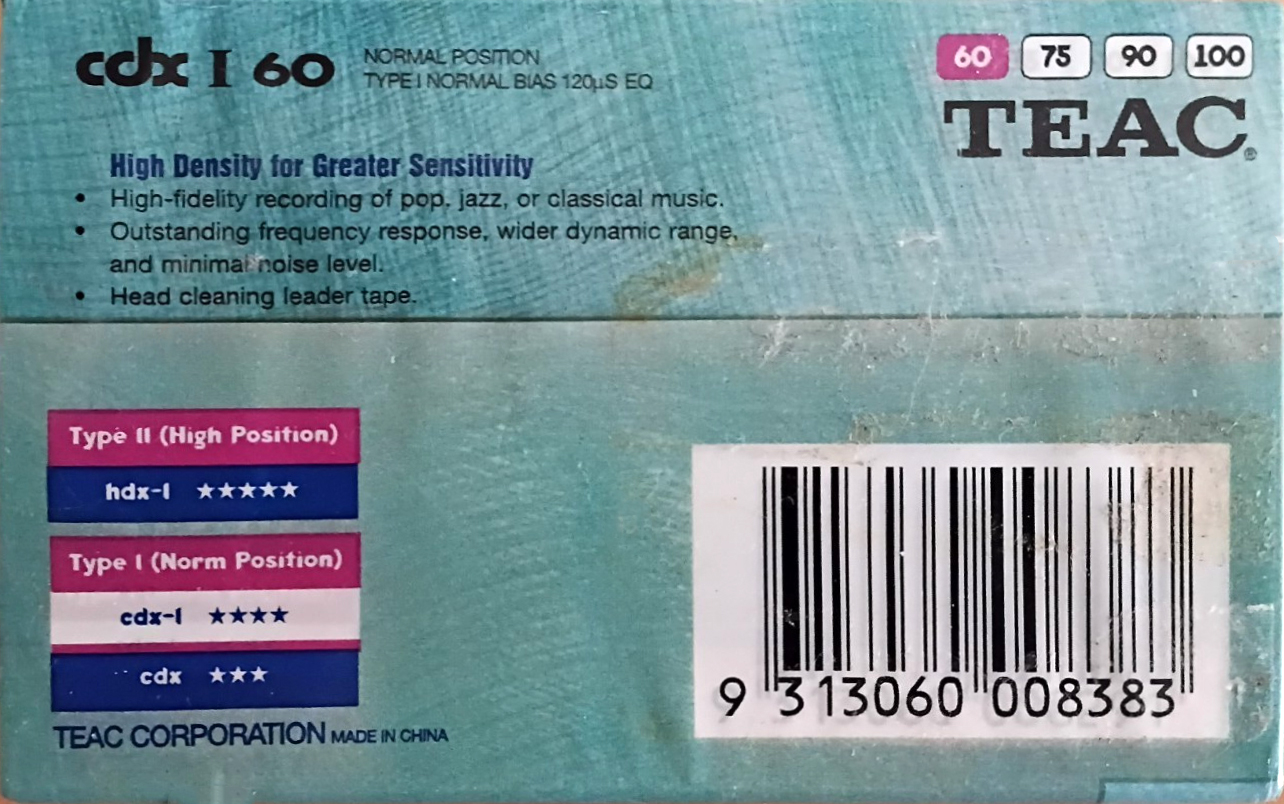 cdx I 60
NORMAL POSITION
TYPE I NORMAL BIAS 120µS EQ
60 75 90 100
TEAC®
High Density for Greater Sensitivity
• High-fidelity recording of pop, jazz, or classical music.
• Outstanding frequency response, wider dynamic range,
and minimal noise level.
• Head cleaning leader tape.
Type II (High Position)
hdx-I ★★★★★
Type I (Norm Position)
cdx-I ★★★★
cdx ★★★
TEAC CORPORATION MADE IN CHINA
9 313060 008383